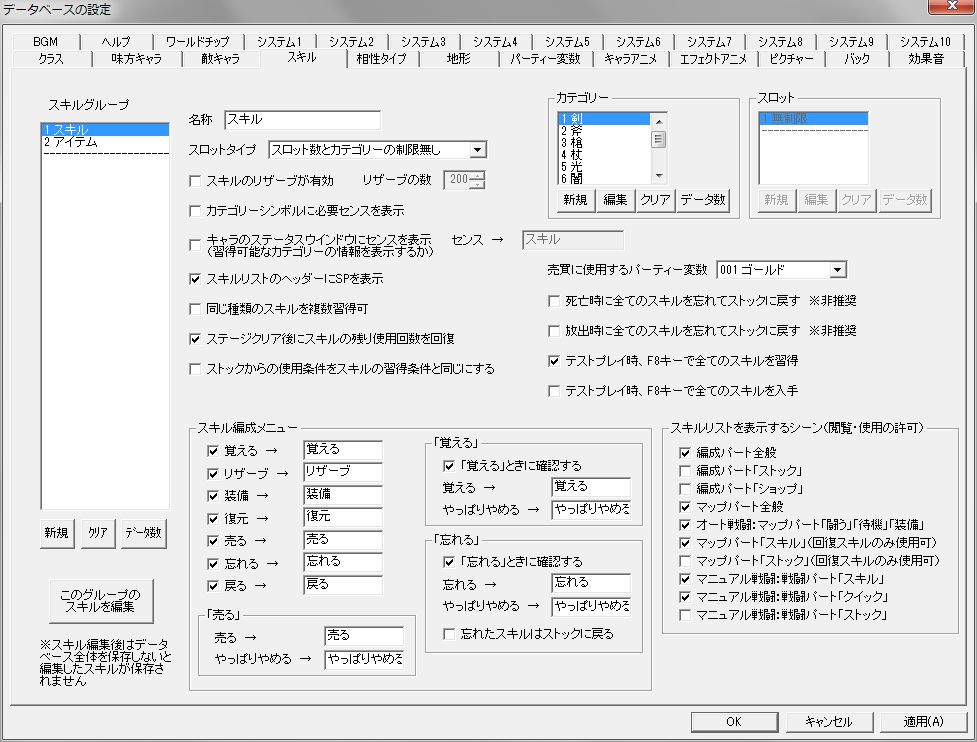 データベースの設定
BGM ヘルプ ワールドチップ システム1 システム2 システム3 システム4 システム5 システム6 システム7 システム8 システム9 システム10
クラス 味方キャラ 敵キャラ スキル 相性タイプ 地形 パーティー変数 キャラアニメ エフェクトアニメ ピクチャー パック 効果音
スキルグループ
1 スキル
2 アイテム
新規 クリア データ数
このグループの
スキルを編集
※スキル編集後はデータ
ベース全体を保存しないと
編集したスキルが保存さ
れません
名称 スキル
スロットタイプ スロット数とカテゴリーの制限無し
スキルのリザーブが有効 リザーブの数 200
カテゴリーシンボルに必要センスを表示
キャラのステータスウインドウにセンスを表示
(習得可能なカテゴリーの情報を表示するか)
センス → スキル
スキルリストのヘッダーにSPを表示
同じ種類のスキルを複数習得可
ステージクリア後にスキルの残り使用回数を回復
ストックからの使用条件をスキルの習得条件と同じにする
カテゴリー
1 剣
2 斧
3 槍
4 杖
5 光
6 闇
新規 編集 クリア データ数
スロット
1 無制限
新規 編集 クリア データ数
売買に使用するパーティー変数 001 ゴールド
死亡時に全てのスキルを忘れてストックに戻す ※非推奨
放出時に全てのスキルを忘れてストックに戻す ※非推奨
テストプレイ時、F8キーで全てのスキルを習得
テストプレイ時、F8キーで全てのスキルを入手
スキル編成メニュー
覚える → 覚える
リザーブ → リザーブ
装備 → 装備
復元 → 復元
売る → 売る
忘れる → 忘れる
戻る → 戻る
「売る」
売る → 売る
やっぱりやめる → やっぱりやめる
「覚える」
「覚える」ときに確認する
覚える → 覚える
やっぱりやめる → やっぱりやめる
「忘れる」
「忘れる」ときに確認する
忘れる → 忘れる
やっぱりやめる → やっぱりやめる
忘れたスキルはストックに戻る
スキルリストを表示するシーン(閲覧・使用の許可)
編成パート全般
編成パート「ストック」
編成パート「ショップ」
マップパート全般
オート戦闘:マップパート「闘う」「待機」「装備」
マップパート「スキル」(回復スキルのみ使用可)
マップパート「ストック」(回復スキルのみ使用可)
マニュアル戦闘:戦闘パート「スキル」
マニュアル戦闘:戦闘パート「クイック」
マニュアル戦闘:戦闘パート「ストック」
OK キャンセル 適用(A)